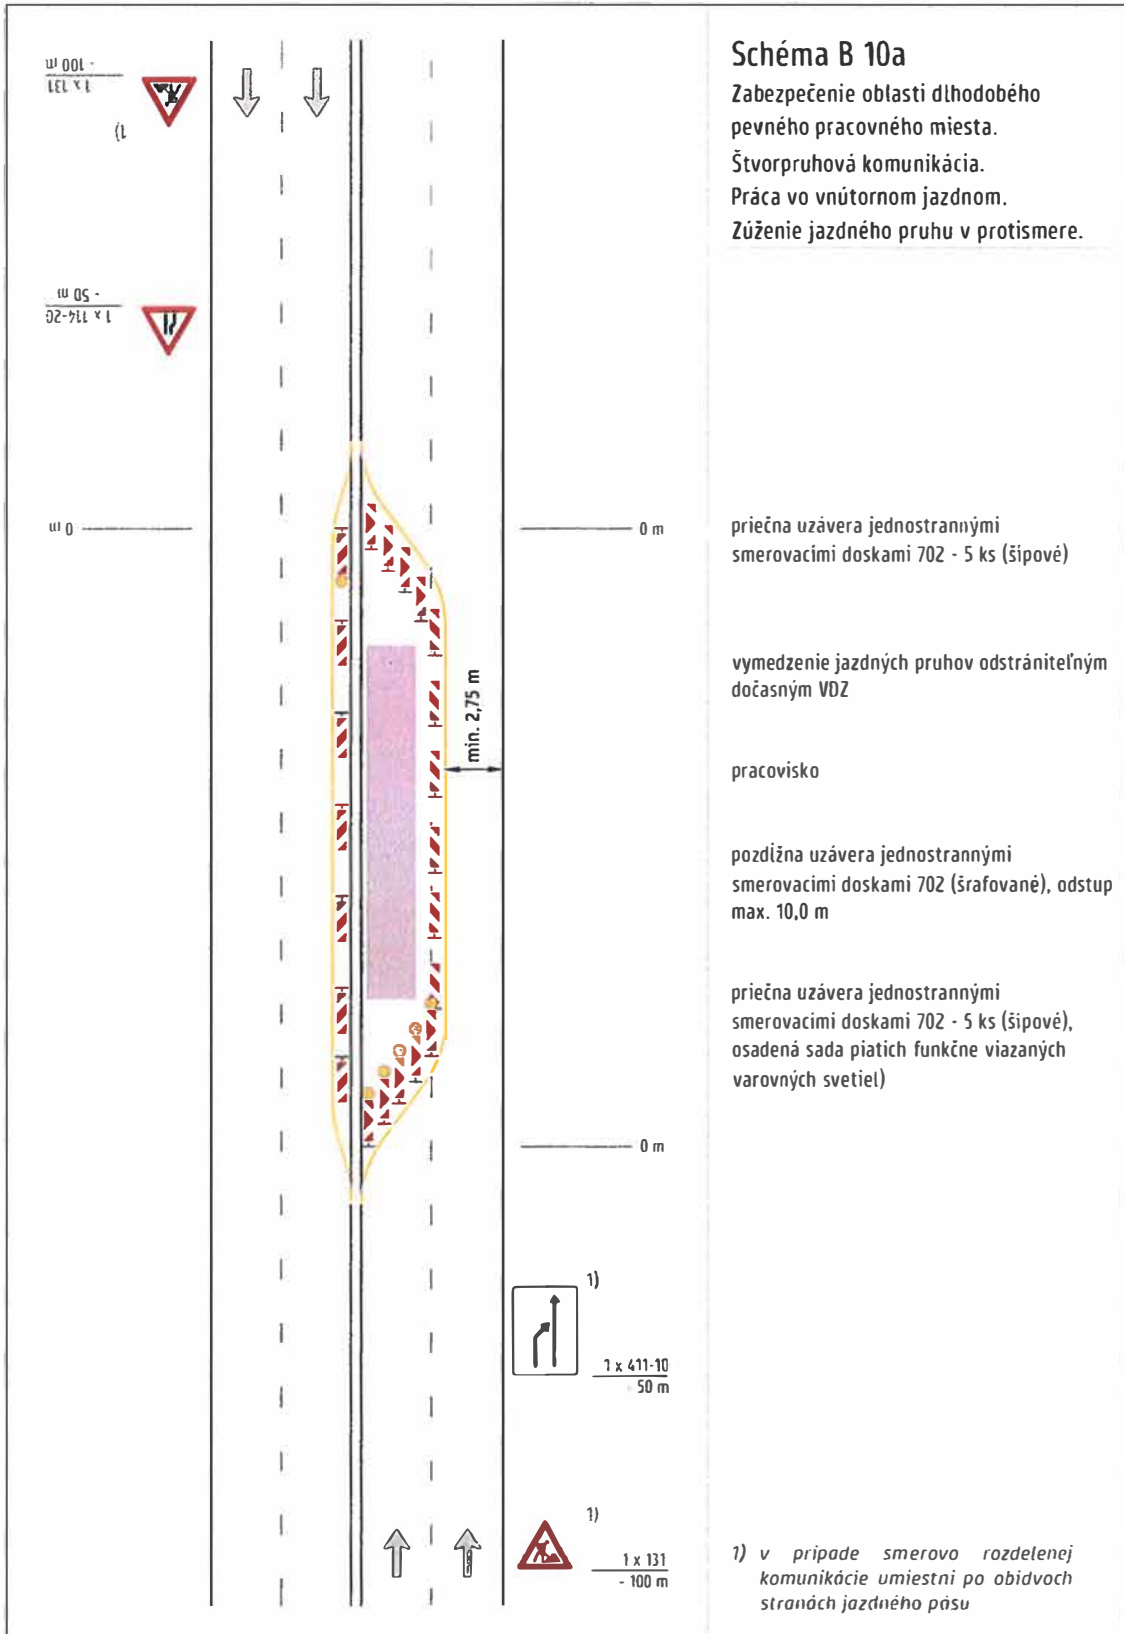 Schéma B 10a
Zabezpečenie oblasti dlhodobého
pevného pracovného miesta.
Štvorpruhová komunikácia.
Práca vo vnútornom jazdnom.
Zúženie jazdného pruhu v protismere.
1 x 131
- 100 m
1)
1 x 114-20
- 50 m
0 m
0 m
priečna uzávera jednostrannými
smerovacimi doskami 702 - 5 ks (šípové)
vymedzenie jazdných pruhov odstrániteľným
dočasným VDZ
min. 2,75 m
pracovisko
pozdĺžna uzávera jednostrannými
smerovacimi doskami 702 (šrafované), odstup
max. 10,0 m
priečna uzávera jednostrannými
smerovacimi doskami 702 - 5 ks (šípové),
osadená sada piatich funkčne viazaných
varovných svetiel)
0 m
1)
1 x 411-10
- 50 m
1)
1 x 131
- 100 m
1) v prípade smerovo rozdelenej
komunikácie umiestni po obidvoch
stranách jazdného pásu